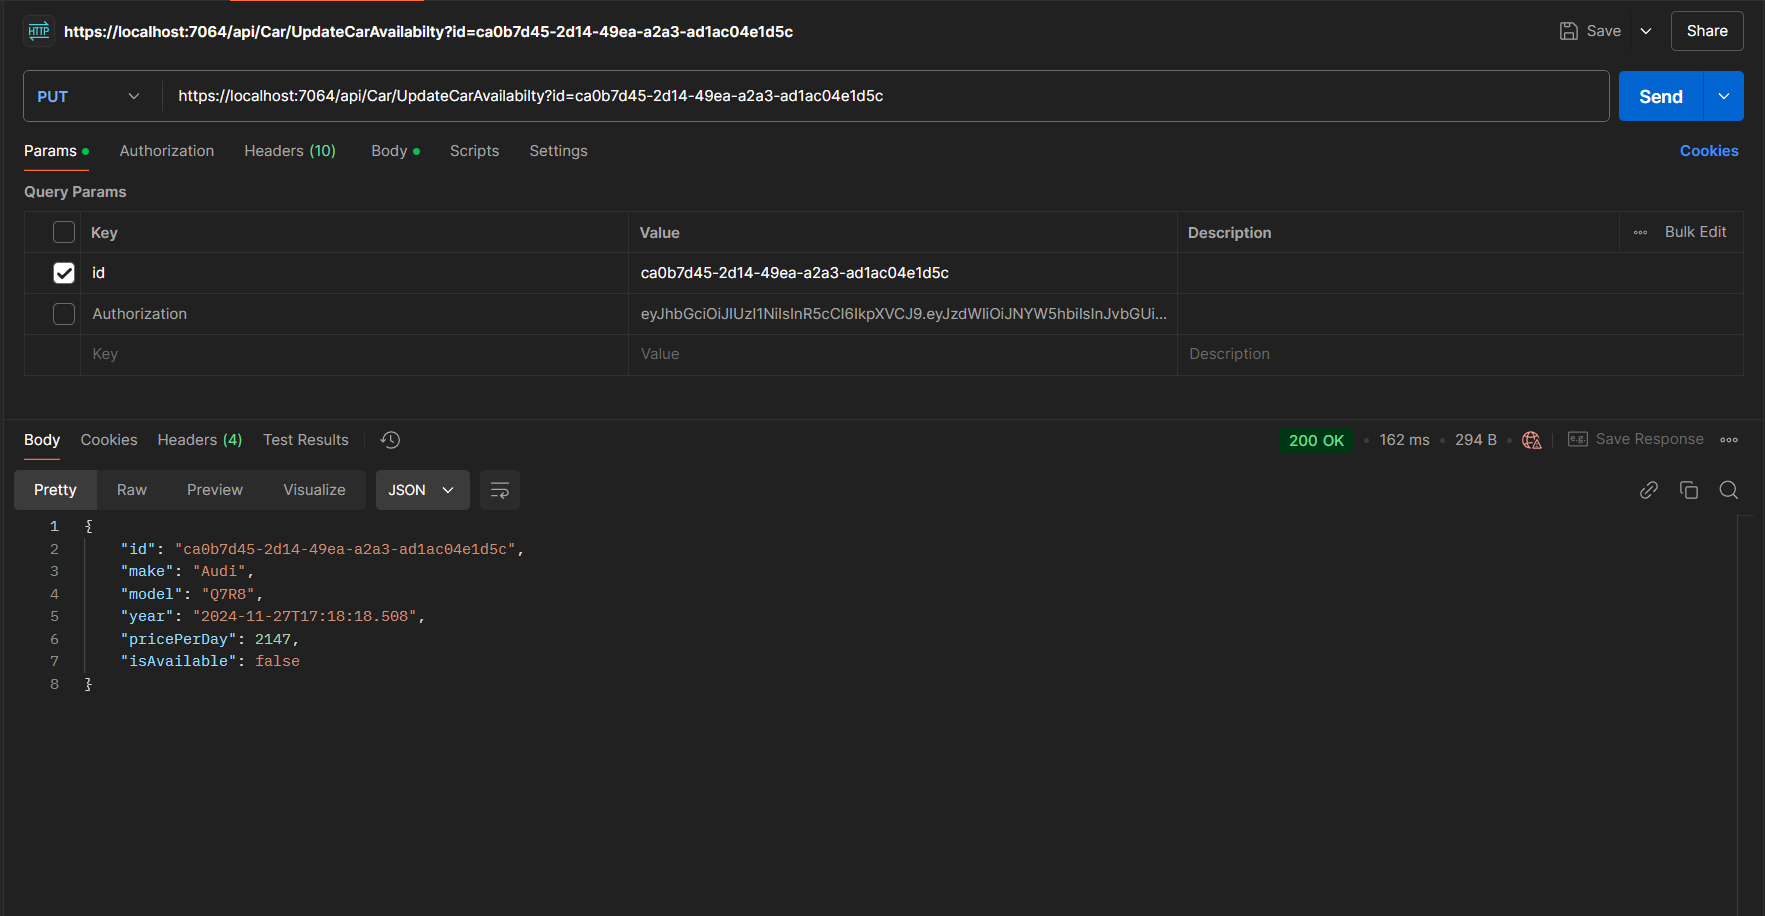 HTTP https://localhost:7064/api/Car/UpdateCarAvailabilty?id=ca0b7d45-2d14-49ea-a2a3-ad1ac04e1d5c Save Share
PUT https://localhost:7064/api/Car/UpdateCarAvailabilty?id=ca0b7d45-2d14-49ea-a2a3-ad1ac04e1d5c Send
Params Authorization Headers (10) Body Scripts Settings Cookies
Query Params
Key Value Description Bulk Edit
id ca0b7d45-2d14-49ea-a2a3-ad1ac04e1d5c
Authorization eyJhbGciOiJIUzI1NiIsInR5cCI6IkpXVCJ9.eyJzdWIiOiJNYW5hbiIsInJvbGUi...
Key Value Description
Body Cookies Headers (4) Test Results 200 OK 162 ms 294 B e.g. Save Response
Pretty Raw Preview Visualize JSON
1 {
2 "id": "ca0b7d45-2d14-49ea-a2a3-ad1ac04e1d5c",
3 "make": "Audi",
4 "model": "Q7R8",
5 "year": "2024-11-27T17:18:18.508",
6 "pricePerDay": 2147,
7 "isAvailable": false
8 }